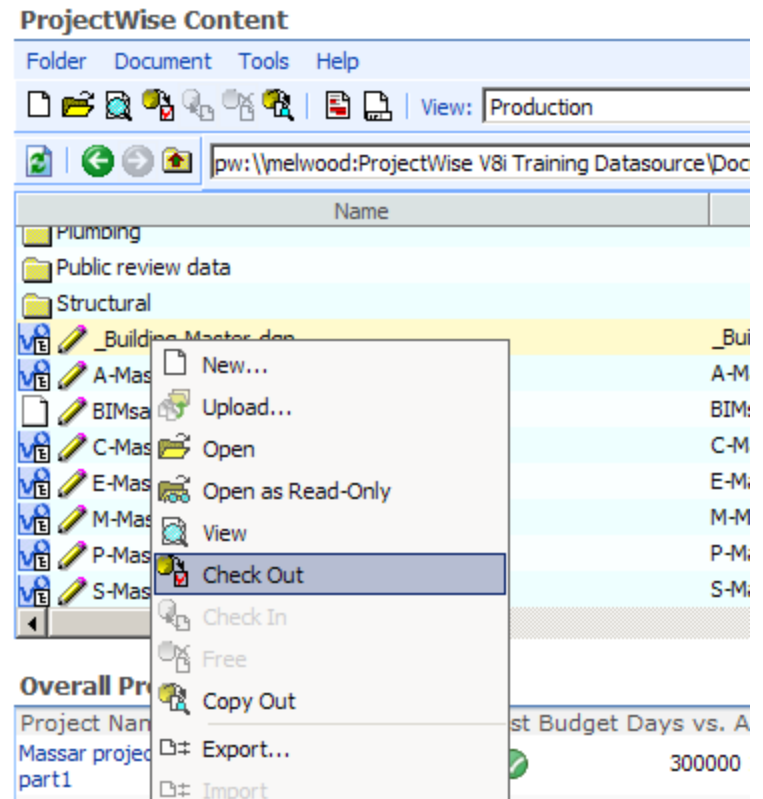 ProjectWise Content
Folder Document Tools Help
View: Production
pw:\\melwood:ProjectWise V8i Training Datasource\Doc
Name
Plumbing
Public review data
Structural
_Building Master.dgn _Bui
A-Mas A-M
BIMsa BIMs
C-Mas C-M
E-Mas E-Ma
M-Mas M-M
P-Mas P-Ma
S-Mas S-Ma
New...
Upload...
Open
Open as Read-Only
View
Check Out
Check In
Free
Copy Out
Export...
Import
Overall Pr
Project Nam st Budget Days vs. A
Massar projec 300000
part1